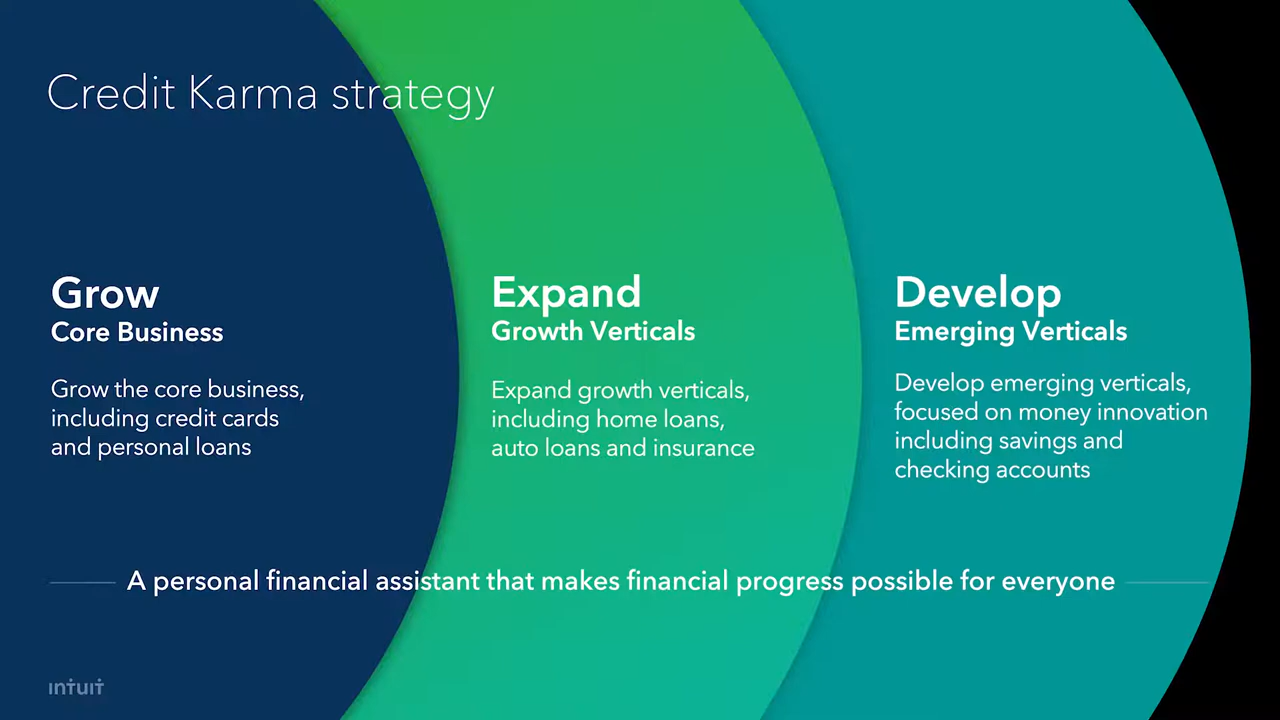 Credit Karma strategy
Grow
Core Business
Grow the core business,
including credit cards
and personal loans
Expand
Growth Verticals
Expand growth verticals,
including home loans,
auto loans and insurance
Develop
Emerging Verticals
Develop emerging verticals,
focused on money innovation
including savings and
checking accounts
A personal financial assistant that makes financial progress possible for everyone
intuit